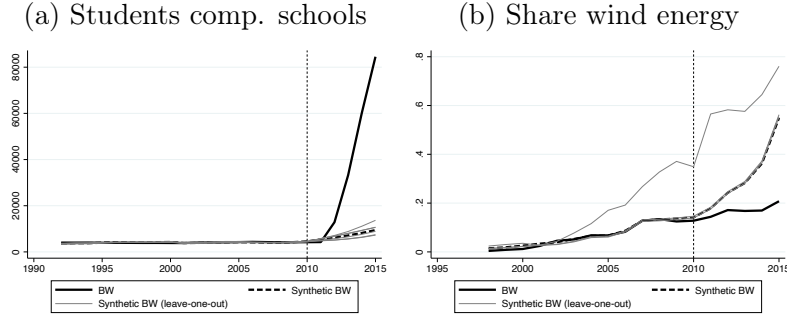 (a) Students comp. schools
80000
60000
40000
20000
0
1990
1995
2000
2005
2010
2015
BW
Synthetic BW
Synthetic BW (leave-one-out)
(b) Share wind energy
.8
.6
.4
.2
0
1995
2000
2005
2010
2015
BW
Synthetic BW
Synthetic BW (leave-one-out)